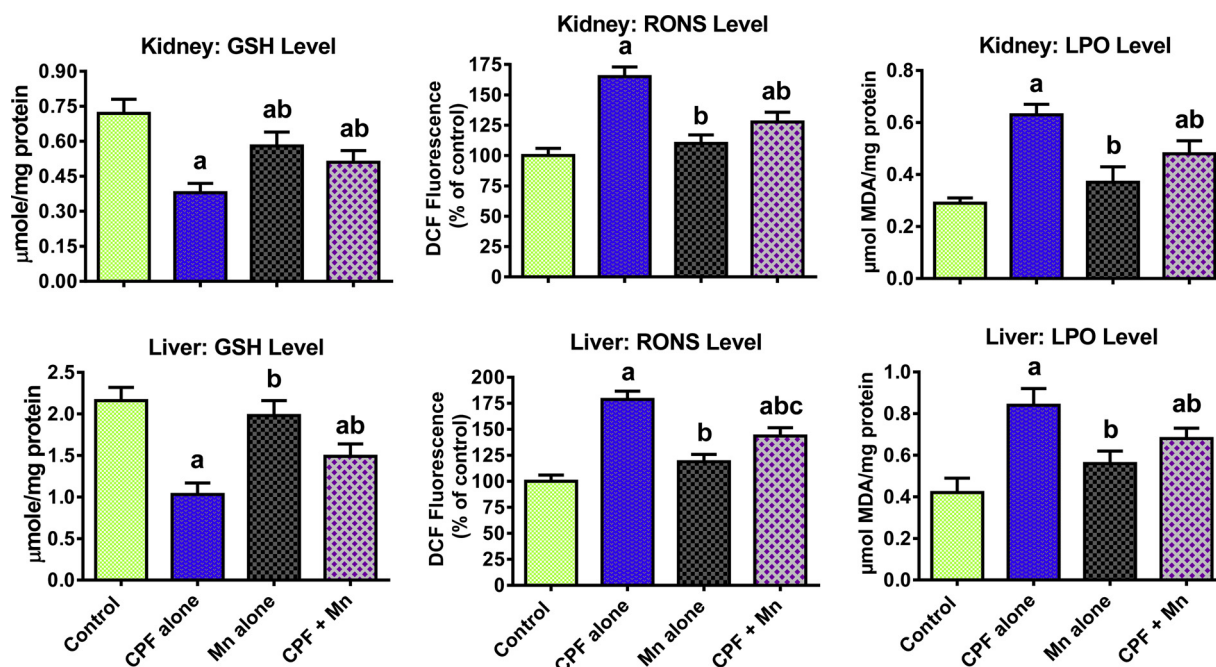 Kidney: GSH Level
µmole/mg protein
0.90
0.75
0.60
0.45
0.30
0.15
0.00
a
ab
ab
Kidney: RONS Level
DCF Fluorescence
(% of control)
175
150
125
100
75
50
25
0
a
b
ab
Kidney: LPO Level
µmol MDA/mg protein
0.8
0.6
0.4
0.2
0.0
a
b
ab
Liver: GSH Level
µmole/mg protein
2.5
2.0
1.5
1.0
0.5
0.0
a
b
ab
Control
CPF alone
Mn alone
CPF + Mn
Liver: RONS Level
DCF Fluorescence
(% of control)
200
175
150
125
100
75
50
25
0
a
b
abc
Control
CPF alone
Mn alone
CPF + Mn
Liver: LPO Level
µmol MDA/mg protein
1.0
0.8
0.6
0.4
0.2
0.0
a
b
ab
Control
CPF alone
Mn alone
CPF + Mn